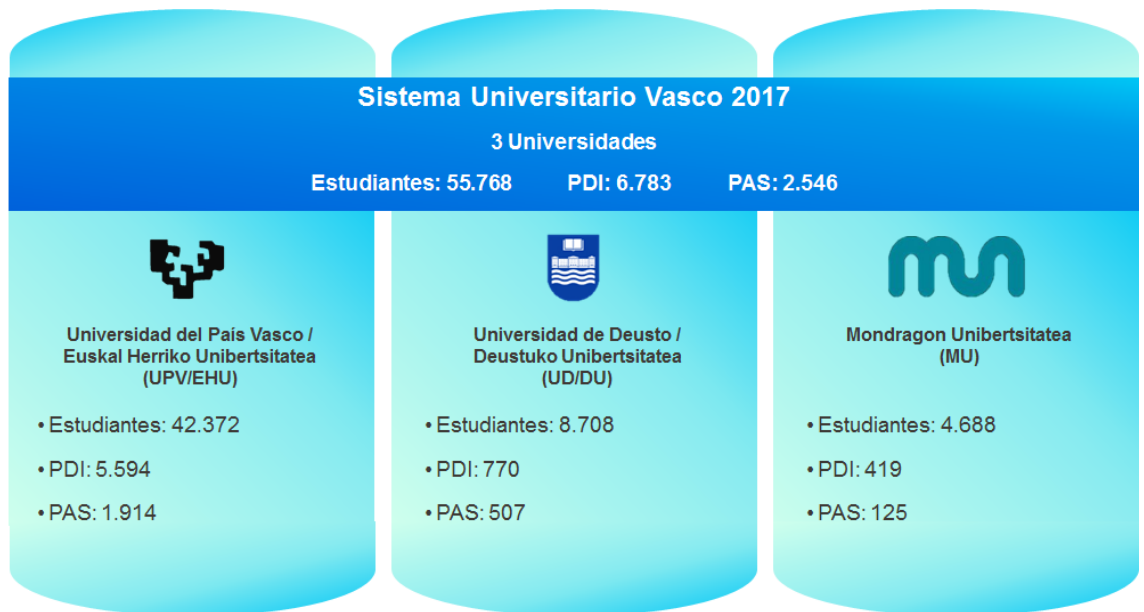 Sistema Universitario Vasco 2017
3 Universidades
Estudiantes: 55.768 PDI: 6.783 PAS: 2.546
Universidad del País Vasco /
Euskal Herriko Unibertsitatea
(UPV/EHU)
• Estudiantes: 42.372
• PDI: 5.594
• PAS: 1.914
Universidad de Deusto /
Deustuko Unibertsitatea
(UD/DU)
• Estudiantes: 8.708
• PDI: 770
• PAS: 507
Mondragon Unibertsitatea
(MU)
• Estudiantes: 4.688
• PDI: 419
• PAS: 125